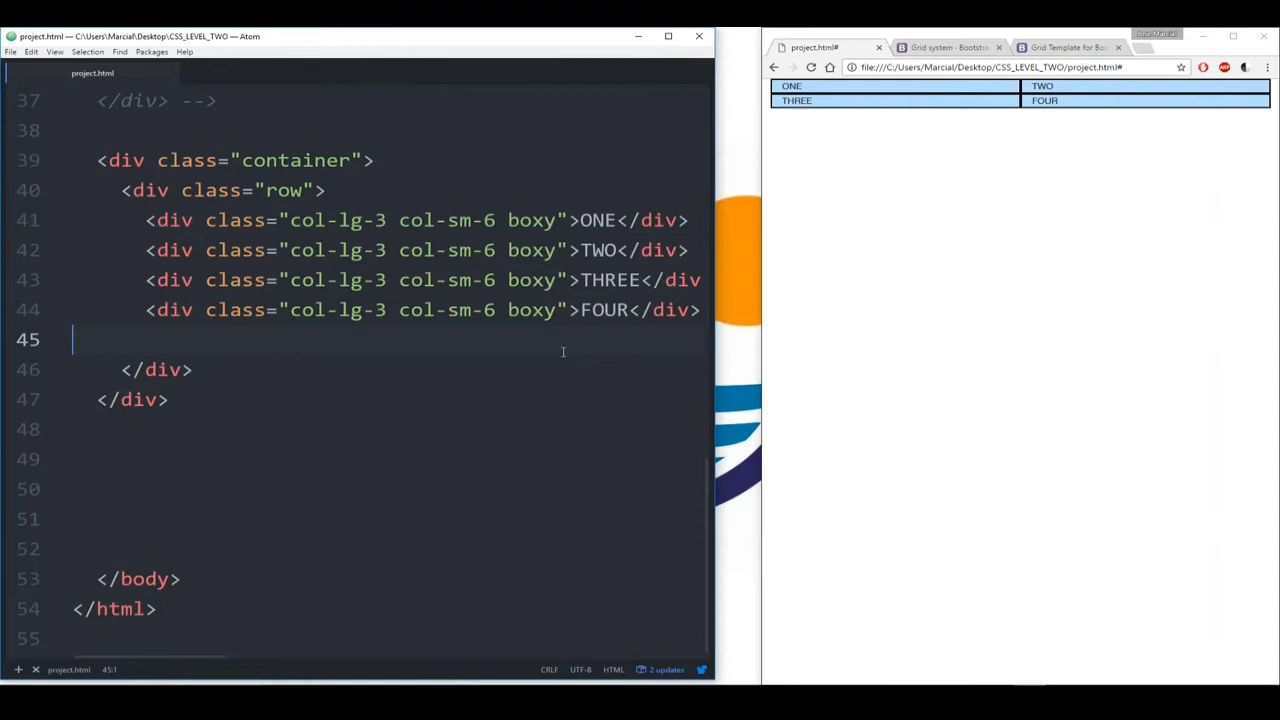 project.html — C:\Users\Marcial\Desktop\CSS_LEVEL_TWO — Atom
File Edit View Selection Find Packages Help
project.html
37 </div> -->
38
39 <div class="container">
40 <div class="row">
41 <div class="col-lg-3 col-sm-6 boxy">ONE</div>
42 <div class="col-lg-3 col-sm-6 boxy">TWO</div>
43 <div class="col-lg-3 col-sm-6 boxy">THREE</div
44 <div class="col-lg-3 col-sm-6 boxy">FOUR</div>
45
46 </div>
47 </div>
48
49
50
51
52
53 </body>
54 </html>
55
project.html 45:1 CRLF UTF-8 HTML 2 updates
Jose Marcial
project.html# Grid system - Bootstra Grid Template for Boo
file:///C:/Users/Marcial/Desktop/CSS_LEVEL_TWO/project.html#
ONE TWO
THREE FOUR